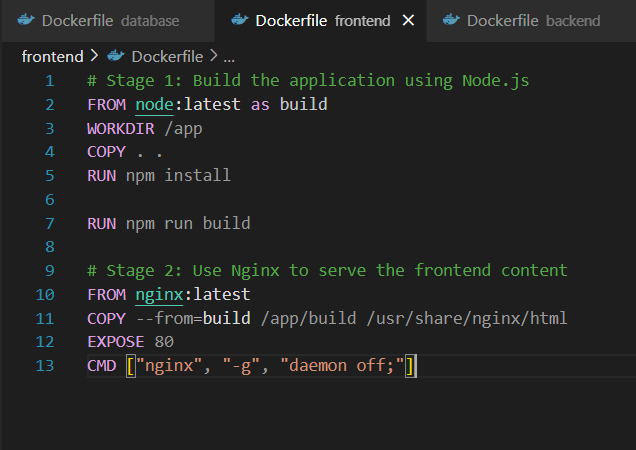 Dockerfile database Dockerfile frontend Dockerfile backend
frontend > Dockerfile > ...
1 # Stage 1: Build the application using Node.js
2 FROM node:latest as build
3 WORKDIR /app
4 COPY . .
5 RUN npm install
6
7 RUN npm run build
8
9 # Stage 2: Use Nginx to serve the frontend content
10 FROM nginx:latest
11 COPY --from=build /app/build /usr/share/nginx/html
12 EXPOSE 80
13 CMD ["nginx", "-g", "daemon off;"]